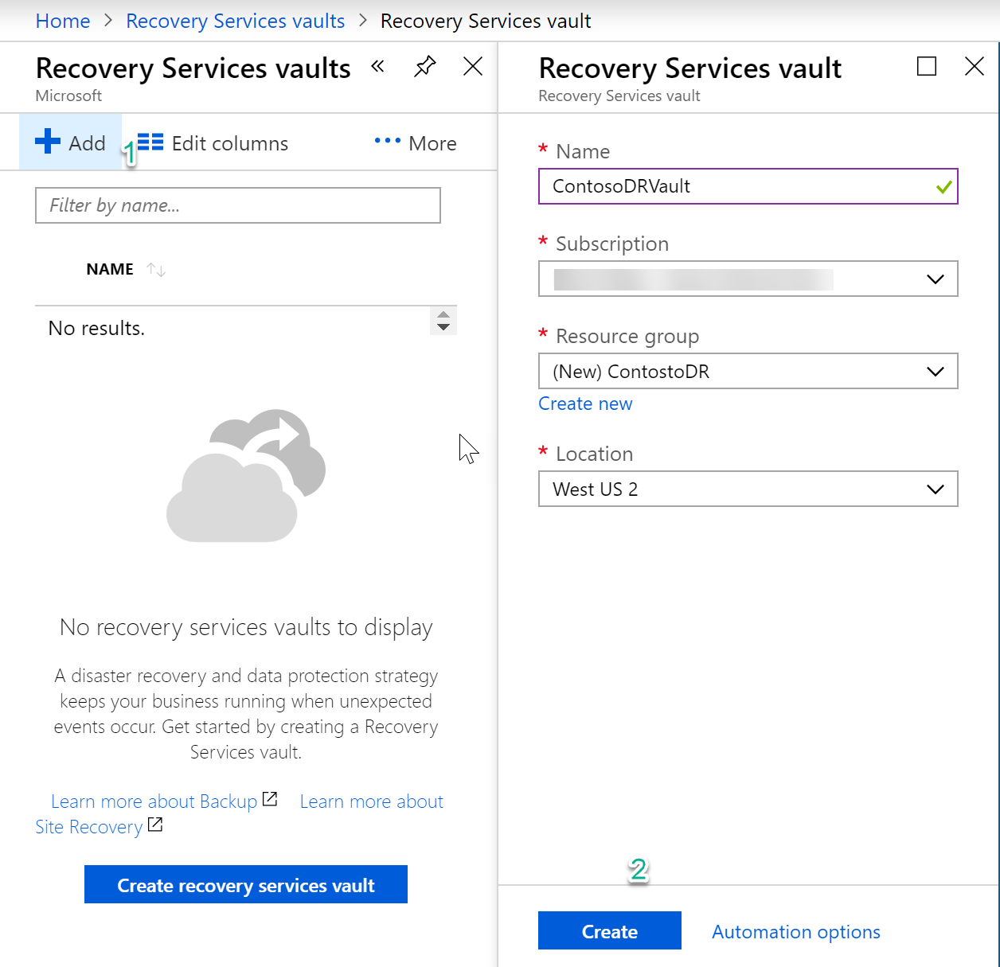 Home > Recovery Services vaults > Recovery Services vault
Recovery Services vaults «
Microsoft
Add
1
Edit columns
••• More
Filter by name...
NAME ↑↓
No results.
No recovery services vaults to display
A disaster recovery and data protection strategy
keeps your business running when unexpected
events occur. Get started by creating a Recovery
Services vault.
Learn more about Backup Learn more about
Site Recovery
Create recovery services vault
Recovery Services vault
Recovery Services vault
* Name
ContosoDRVault
* Subscription
* Resource group
(New) ContostoDR
Create new
* Location
West US 2
2
Create
Automation options